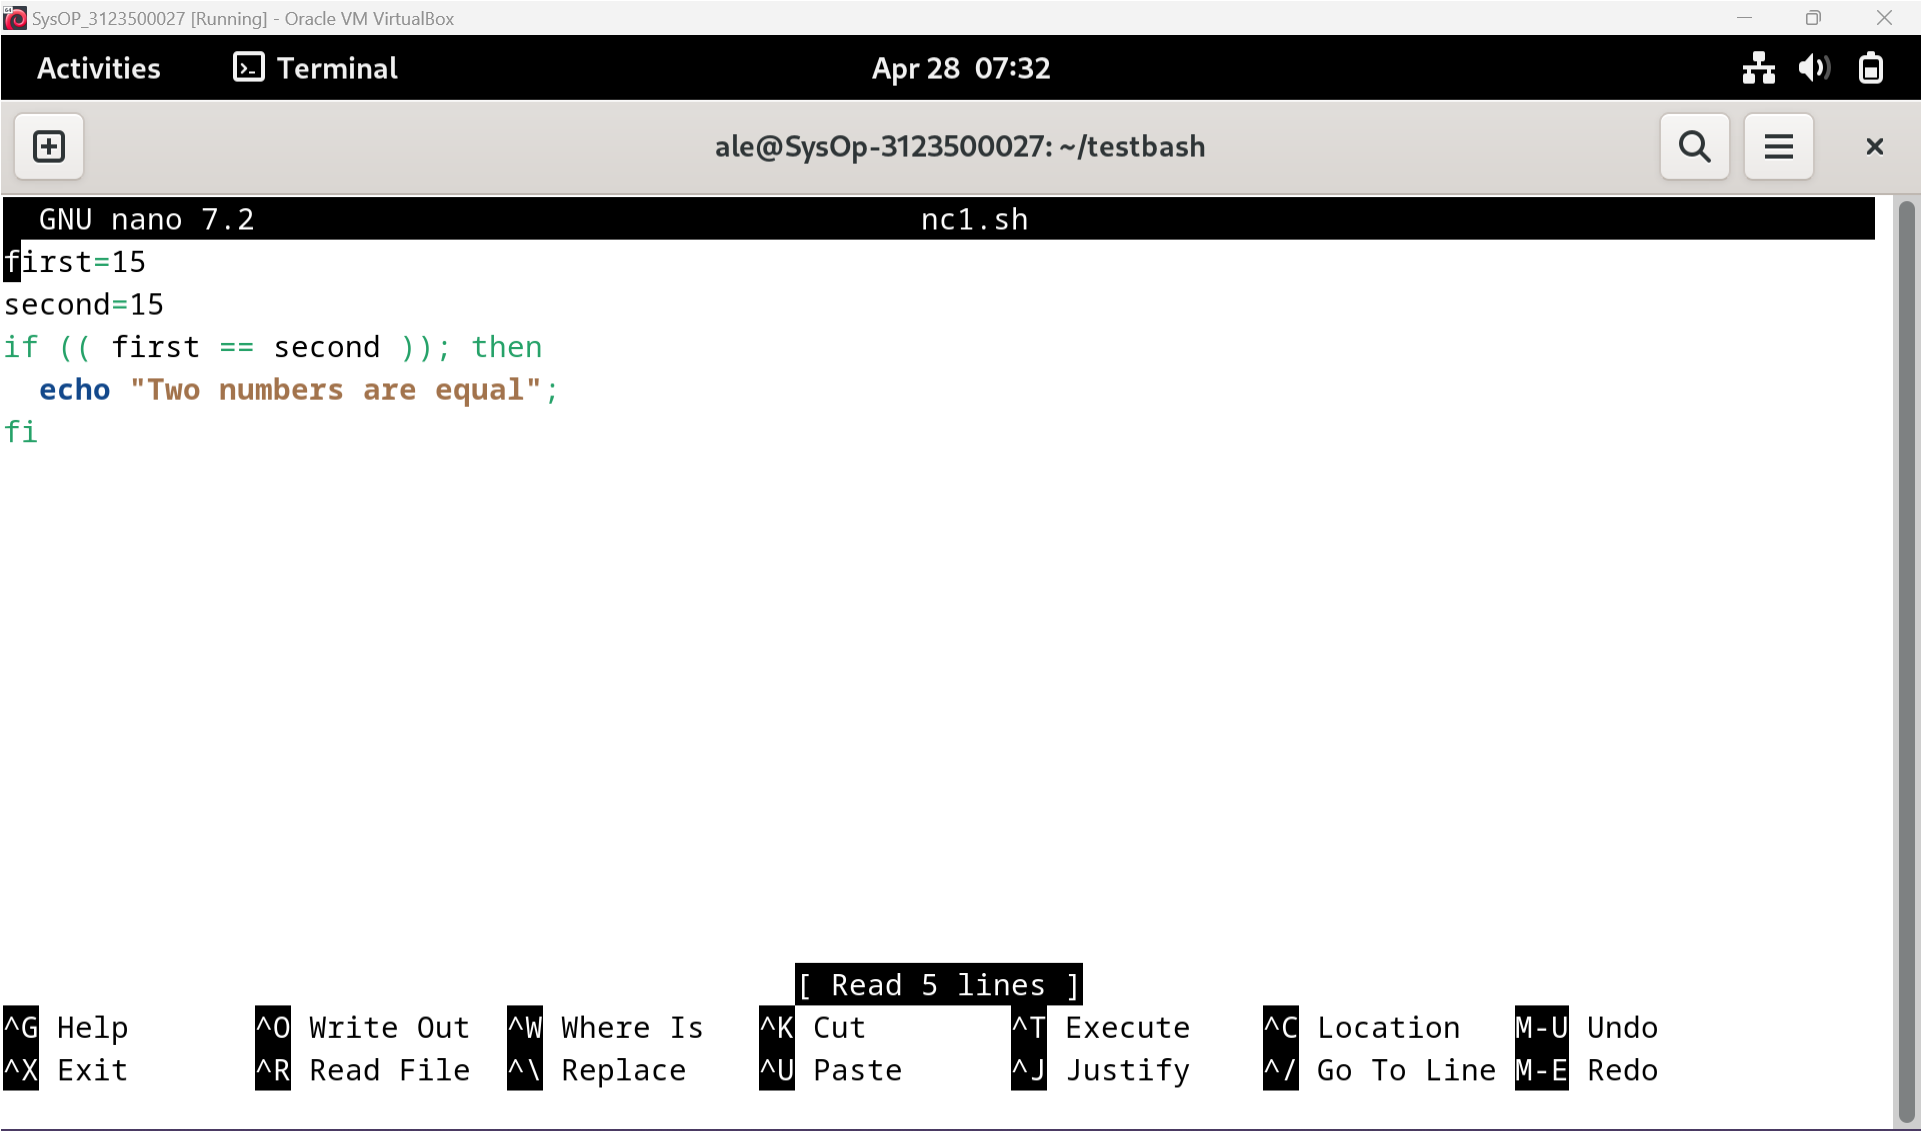 SysOP_3123500027 [Running] - Oracle VM VirtualBox
Activities Terminal Apr 28 07:32
ale@SysOp-3123500027: ~/testbash
GNU nano 7.2 nc1.sh
first=15
second=15
if (( first == second )); then
  echo "Two numbers are equal";
fi
[ Read 5 lines ]
^G Help ^O Write Out ^W Where Is ^K Cut ^T Execute ^C Location M-U Undo
^X Exit ^R Read File ^\ Replace ^U Paste ^J Justify ^/ Go To Line M-E Redo